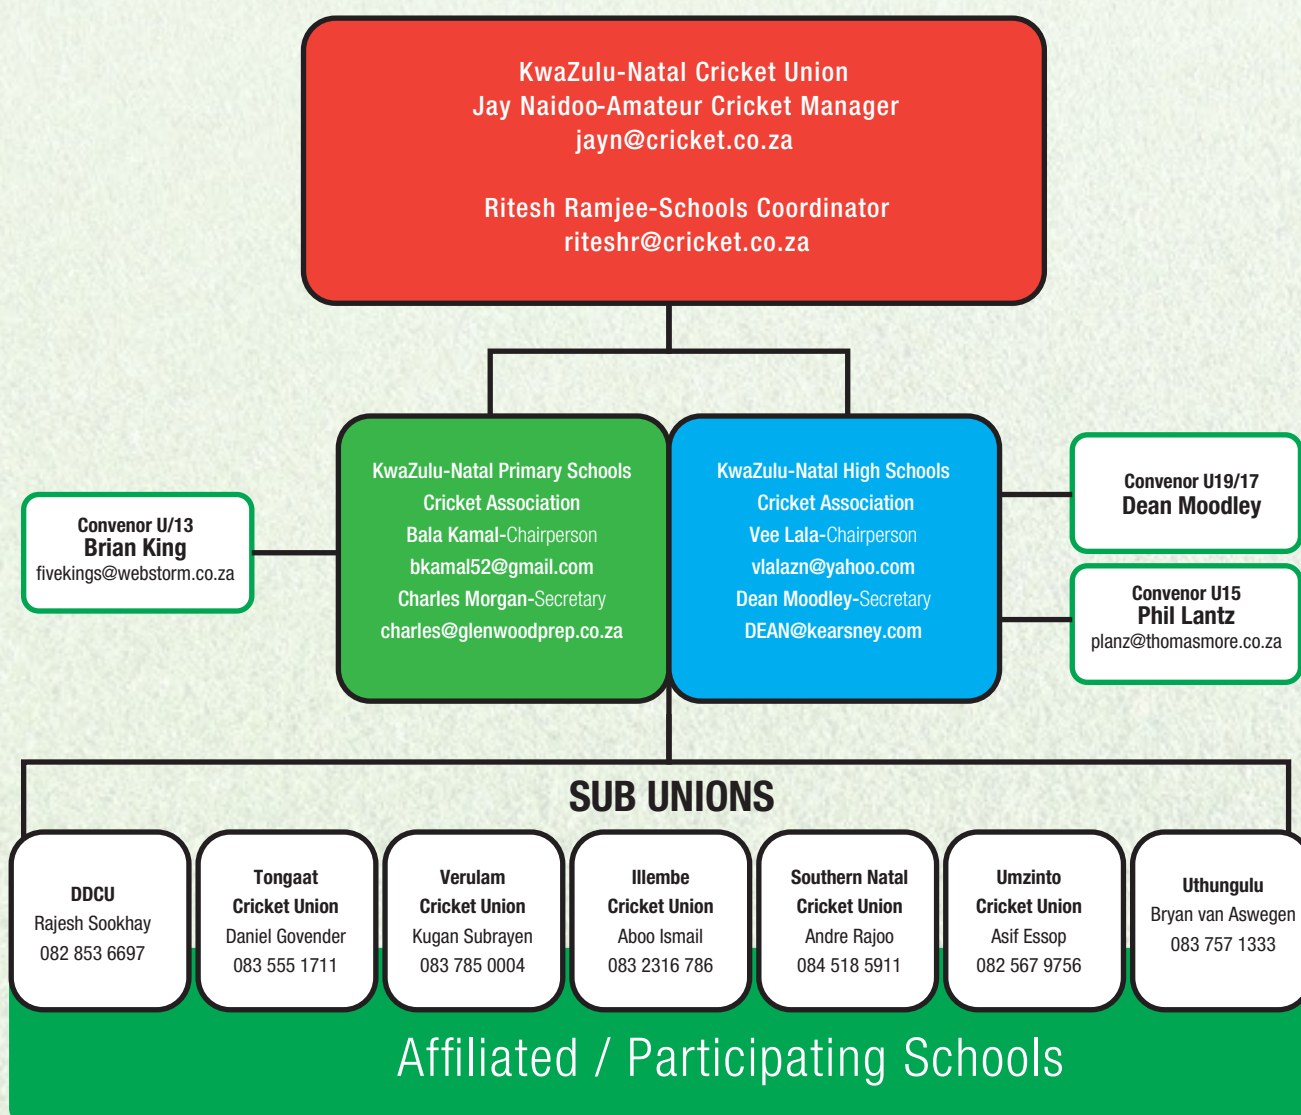 KwaZulu-Natal Cricket Union
Jay Naidoo-Amateur Cricket Manager
jayn@cricket.co.za
Ritesh Ramjee-Schools Coordinator
riteshr@cricket.co.za
KwaZulu-Natal Primary Schools
Cricket Association
Bala Kamal-Chairperson
bkamal52@gmail.com
Charles Morgan-Secretary
charles@glenwoodprep.co.za
KwaZulu-Natal High Schools
Cricket Association
Vee Lala-Chairperson
vlalazn@yahoo.com
Dean Moodley-Secretary
DEAN@kearsney.com
Convenor U/13
Brian King
fivekings@webstorm.co.za
Convenor U19/17
Dean Moodley
Convenor U15
Phil Lantz
planz@thomasmore.co.za
SUB UNIONS
DDCU
Rajesh Sookhay
082 853 6697
Tongaat
Cricket Union
Daniel Govender
083 555 1711
Verulam
Cricket Union
Kugan Subrayen
083 785 0004
Illembe
Cricket Union
Aboo Ismail
083 2316 786
Southern Natal
Cricket Union
Andre Rajoo
084 518 5911
Umzinto
Cricket Union
Asif Essop
082 567 9756
Uthungulu
Bryan van Aswegen
083 757 1333
Affiliated / Participating Schools